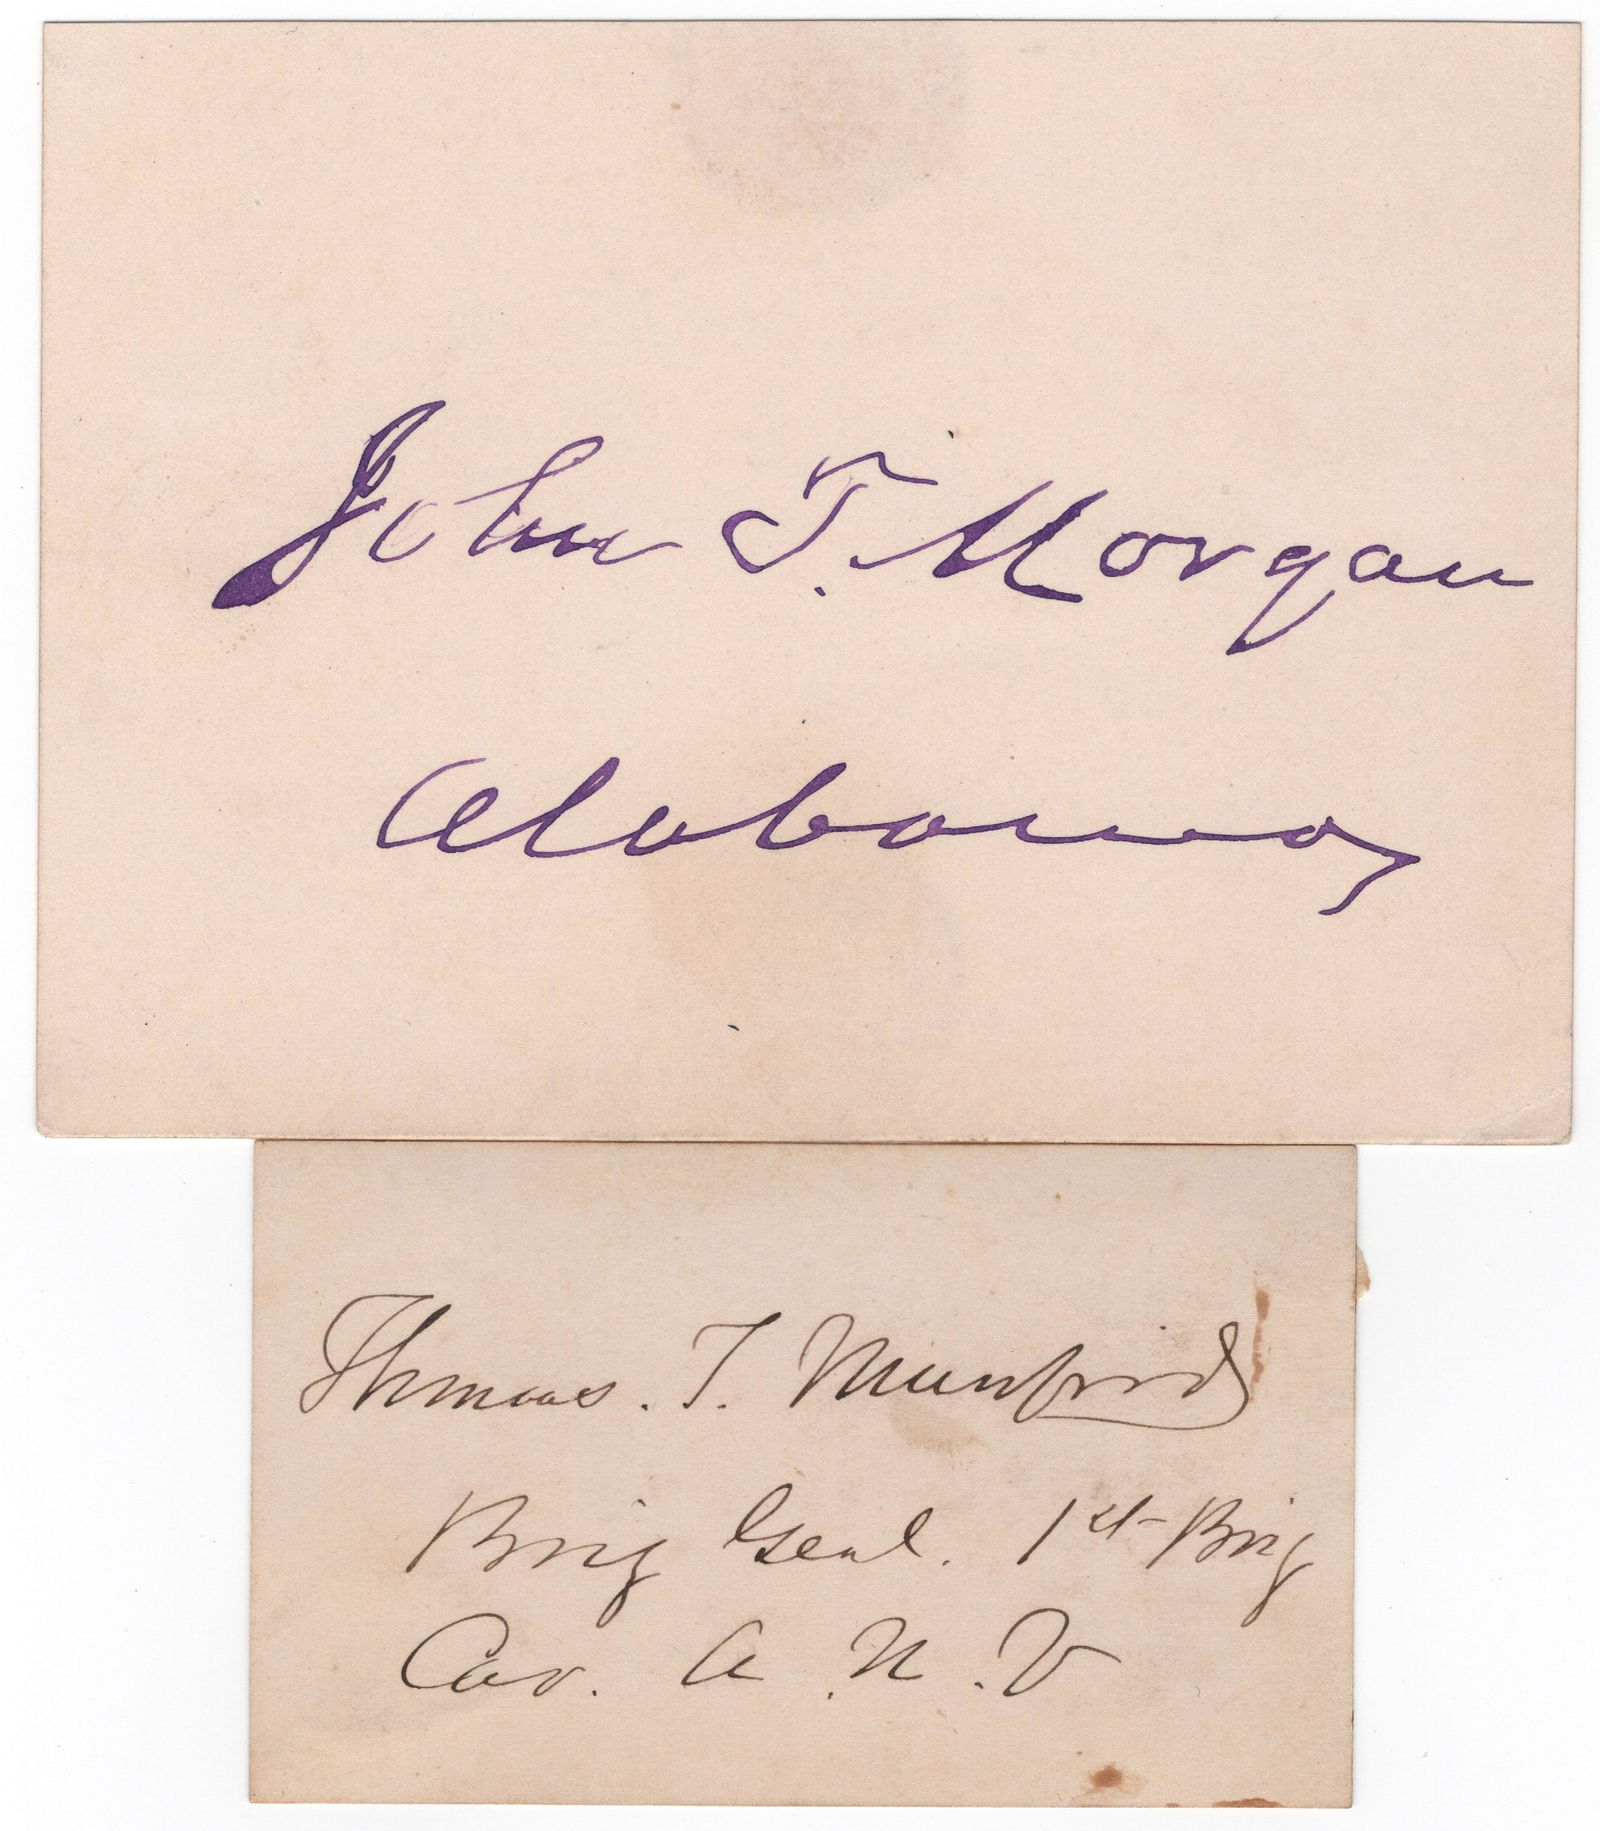 John T. Morgan
Alabama
Thomas. T. Munford
Brig Genl. 1st Brig
Cav. A. N. V